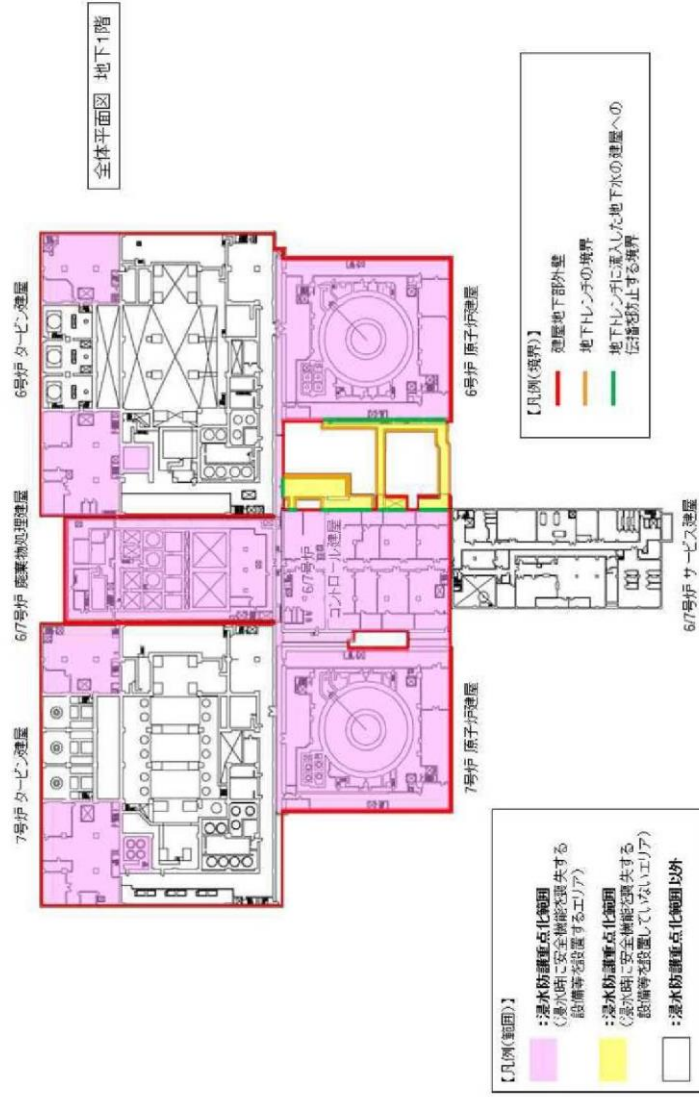 全体平面図 地下1階
7号炉 タービン建屋
6/7号炉 廃棄物処理建屋
6号炉 タービン建屋
6/7号炉
コントロール建屋
7号炉 原子炉建屋
6号炉 原子炉建屋
6/7号炉 サービス建屋
【凡例(範囲)】
:浸水防護重点化範囲
(浸水時に安全機能を喪失する
設備等を設置するエリア)
:浸水防護重点化範囲
(浸水時に安全機能を喪失する
設備等を設置していないエリア)
:浸水防護重点化範囲以外
【凡例(境界)】
建屋地下部外壁
地下トレンチの境界
地下トレンチに流入した地下水の建屋への
伝播を防止する境界